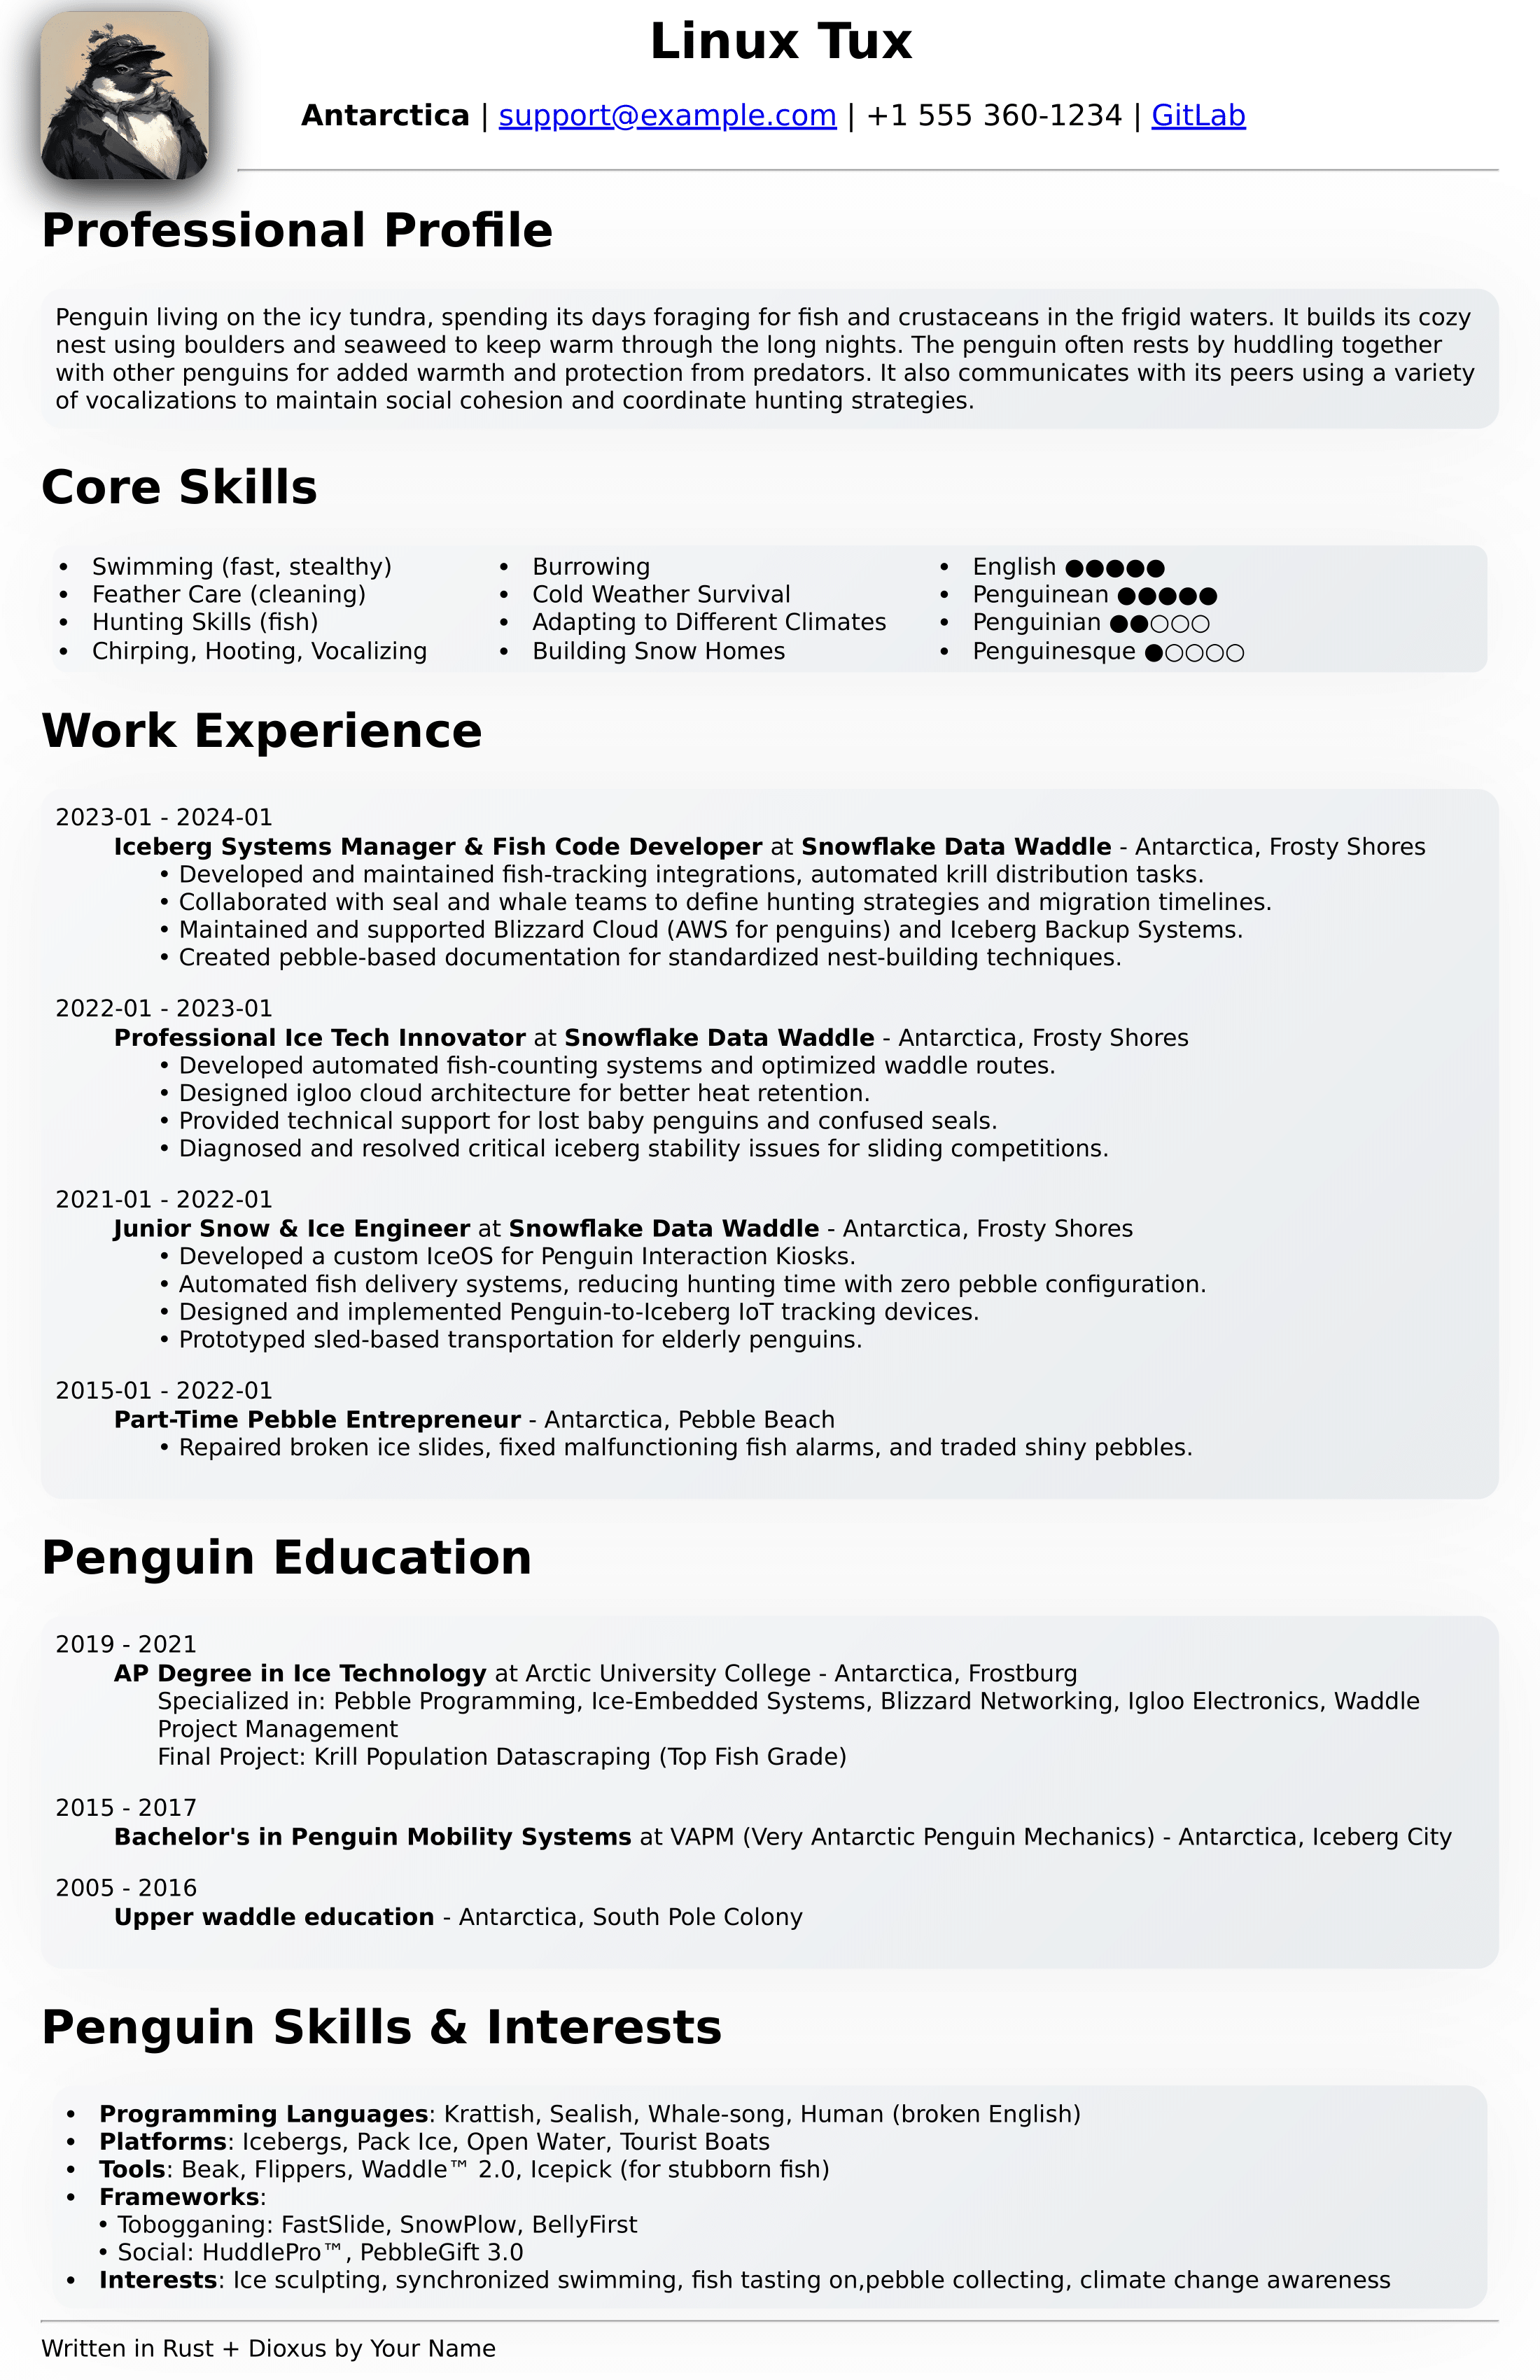 Linux Tux
Antarctica | support@example.com | +1 555 360-1234 | GitLab
Professional Profile
Penguin living on the icy tundra, spending its days foraging for fish and crustaceans in the frigid waters. It builds its cozy
nest using boulders and seaweed to keep warm through the long nights. The penguin often rests by huddling together
with other penguins for added warmth and protection from predators. It also communicates with its peers using a variety
of vocalizations to maintain social cohesion and coordinate hunting strategies.
Core Skills
• Swimming (fast, stealthy)
• Feather Care (cleaning)
• Hunting Skills (fish)
• Chirping, Hooting, Vocalizing
• Burrowing
• Cold Weather Survival
• Adapting to Different Climates
• Building Snow Homes
• English ●●●●●
• Penguinean ●●●●●
• Penguinian ●●○○○
• Penguinesque ●○○○○
Work Experience
2023-01 - 2024-01
Iceberg Systems Manager & Fish Code Developer at Snowflake Data Waddle - Antarctica, Frosty Shores
• Developed and maintained fish-tracking integrations, automated krill distribution tasks.
• Collaborated with seal and whale teams to define hunting strategies and migration timelines.
• Maintained and supported Blizzard Cloud (AWS for penguins) and Iceberg Backup Systems.
• Created pebble-based documentation for standardized nest-building techniques.
2022-01 - 2023-01
Professional Ice Tech Innovator at Snowflake Data Waddle - Antarctica, Frosty Shores
• Developed automated fish-counting systems and optimized waddle routes.
• Designed igloo cloud architecture for better heat retention.
• Provided technical support for lost baby penguins and confused seals.
• Diagnosed and resolved critical iceberg stability issues for sliding competitions.
2021-01 - 2022-01
Junior Snow & Ice Engineer at Snowflake Data Waddle - Antarctica, Frosty Shores
• Developed a custom IceOS for Penguin Interaction Kiosks.
• Automated fish delivery systems, reducing hunting time with zero pebble configuration.
• Designed and implemented Penguin-to-Iceberg IoT tracking devices.
• Prototyped sled-based transportation for elderly penguins.
2015-01 - 2022-01
Part-Time Pebble Entrepreneur - Antarctica, Pebble Beach
• Repaired broken ice slides, fixed malfunctioning fish alarms, and traded shiny pebbles.
Penguin Education
2019 - 2021
AP Degree in Ice Technology at Arctic University College - Antarctica, Frostburg
Specialized in: Pebble Programming, Ice-Embedded Systems, Blizzard Networking, Igloo Electronics, Waddle
Project Management
Final Project: Krill Population Datascraping (Top Fish Grade)
2015 - 2017
Bachelor's in Penguin Mobility Systems at VAPM (Very Antarctic Penguin Mechanics) - Antarctica, Iceberg City
2005 - 2016
Upper waddle education - Antarctica, South Pole Colony
Penguin Skills & Interests
• Programming Languages: Krattish, Sealish, Whale-song, Human (broken English)
• Platforms: Icebergs, Pack Ice, Open Water, Tourist Boats
• Tools: Beak, Flippers, Waddle™ 2.0, Icepick (for stubborn fish)
• Frameworks:
• Tobogganing: FastSlide, SnowPlow, BellyFirst
• Social: HuddlePro™, PebbleGift 3.0
• Interests: Ice sculpting, synchronized swimming, fish tasting on,pebble collecting, climate change awareness
Written in Rust + Dioxus by Your Name